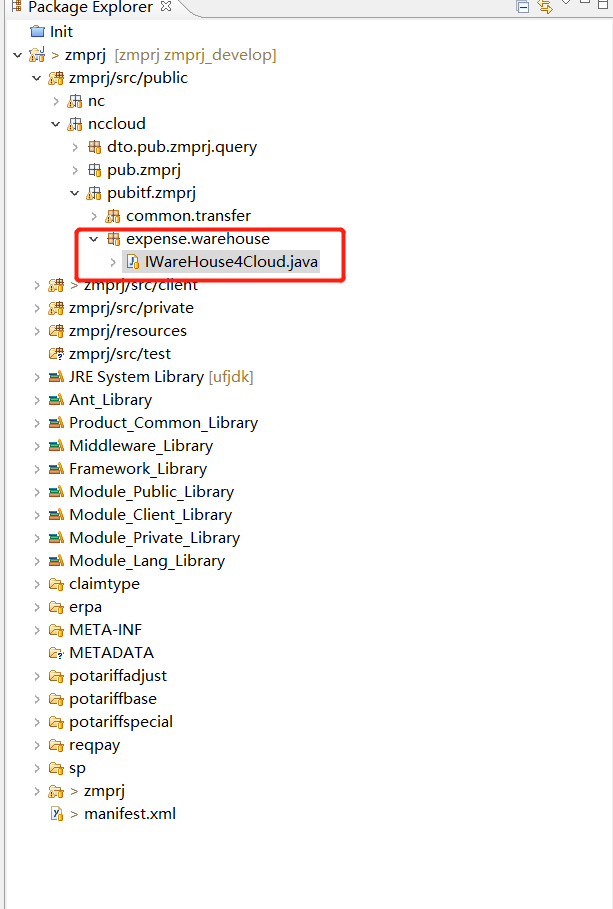 Package Explorer
Init
> zmprj [zmprj zmprj_develop]
zmprj/src/public
nc
nccloud
dto.pub.zmprj.query
pub.zmprj
pubitf.zmprj
common.transfer
expense.warehouse
IWareHouse4Cloud.java
> zmprj/src/client
zmprj/src/private
zmprj/resources
zmprj/src/test
JRE System Library [ufjdk]
Ant_Library
Product_Common_Library
Middleware_Library
Framework_Library
Module_Public_Library
Module_Client_Library
Module_Private_Library
Module_Lang_Library
claimtype
erpa
META-INF
METADATA
potariffadjust
potariffbase
potariffspecial
reqpay
sp
> zmprj
> manifest.xml